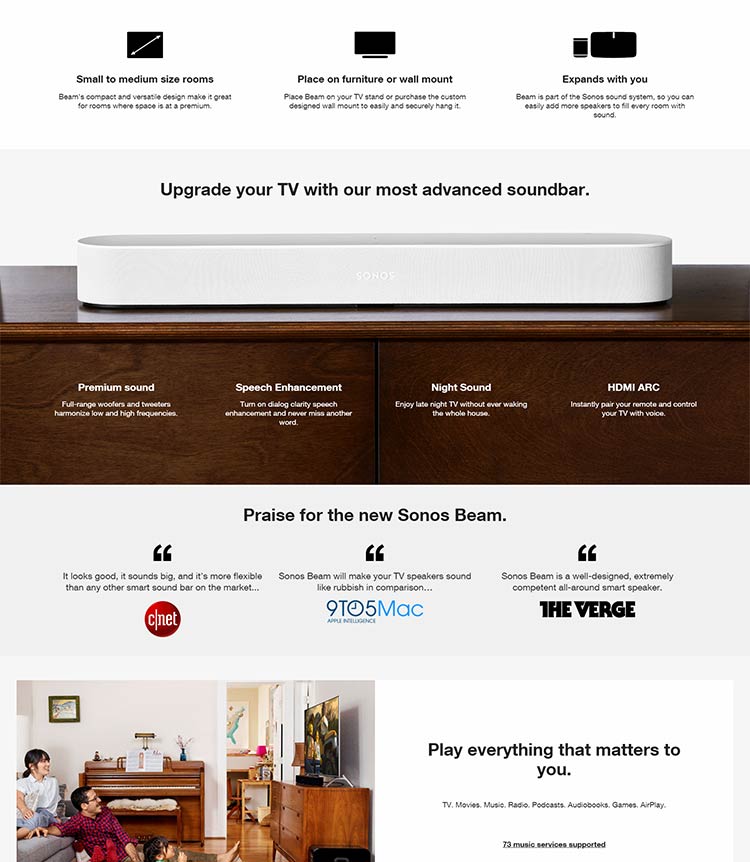 Small to medium size rooms
Beam's compact and versatile design make it great
for rooms where space is at a premium.
Place on furniture or wall mount
Place Beam on your TV stand or purchase the custom
designed wall mount to easily and securely hang it.
Expands with you
Beam is part of the Sonos sound system, so you can
easily add more speakers to fill every room with
sound.
Upgrade your TV with our most advanced soundbar.
SONOS
Premium sound
Full-range woofers and tweeters
harmonize low and high frequencies.
Speech Enhancement
Turn on dialog clarity speech
enhancement and never miss another
word.
Night Sound
Enjoy late night TV without ever waking
the whole house.
HDMI ARC
Instantly pair your remote and control
your TV with voice.
Praise for the new Sonos Beam.
“
It looks good, it sounds big, and it's more flexible
than any other smart sound bar on the market...
c|net
“
Sonos Beam will make your TV speakers sound
like rubbish in comparison…
9TO5Mac
APPLE INTELLIGENCE
“
Sonos Beam is a well-designed, extremely
competent all-around smart speaker.
THE VERGE
Play everything that matters to
you.
TV. Movies. Music. Radio. Podcasts. Audiobooks. Games. AirPlay.
73 music services supported